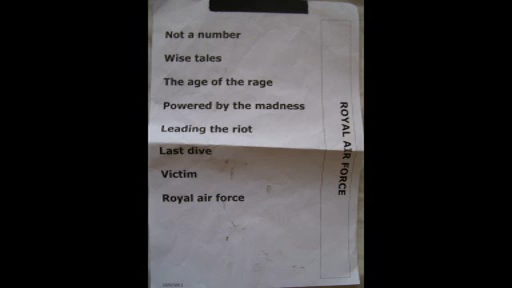 Not a number
Wise tales
The age of the rage
Powered by the madness
Leading the riot
Last dive
Victim
Royal air force
ROYAL AIR FORCE